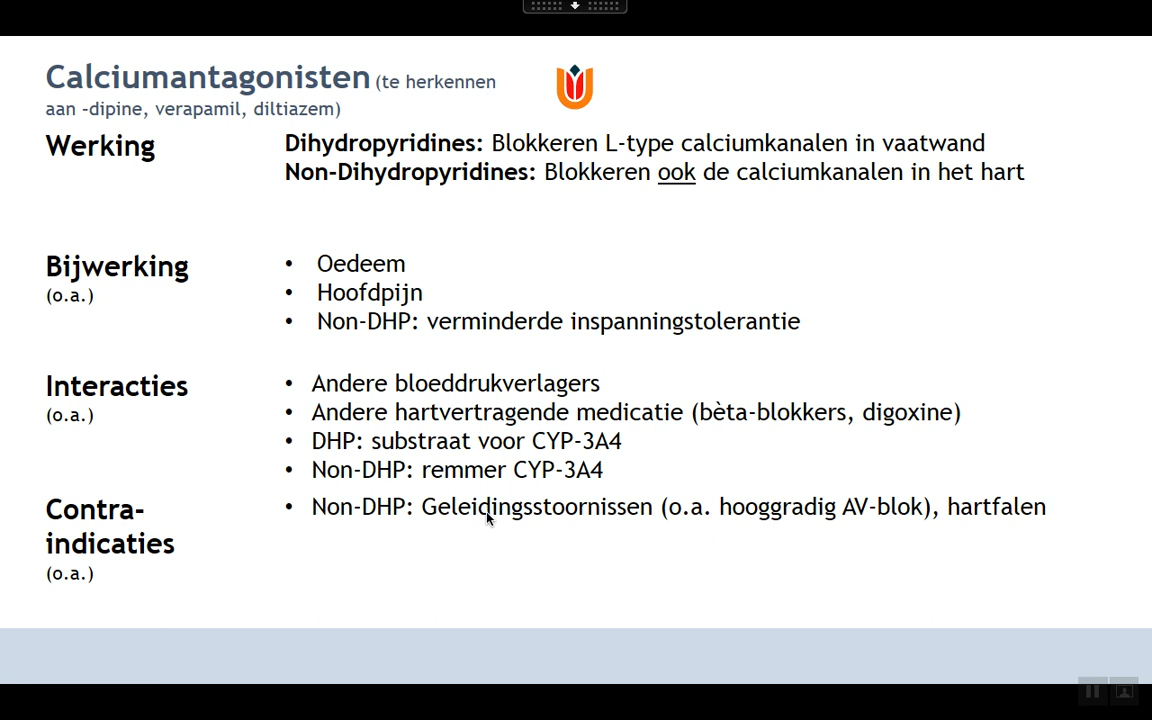 Calciumantagonisten (te herkennen
aan -dipine, verapamil, diltiazem)
Werking
Dihydropyridines: Blokkeren L-type calciumkanalen in vaatwand
Non-Dihydropyridines: Blokkeren ook de calciumkanalen in het hart
Bijwerking
(o.a.)
• Oedeem
• Hoofdpijn
• Non-DHP: verminderde inspanningstolerantie
Interacties
(o.a.)
• Andere bloeddrukverlagers
• Andere hartvertragende medicatie (bèta-blokkers, digoxine)
• DHP: substraat voor CYP-3A4
• Non-DHP: remmer CYP-3A4
Contra-
indicaties
(o.a.)
• Non-DHP: Geleidingsstoornissen (o.a. hooggradig AV-blok), hartfalen